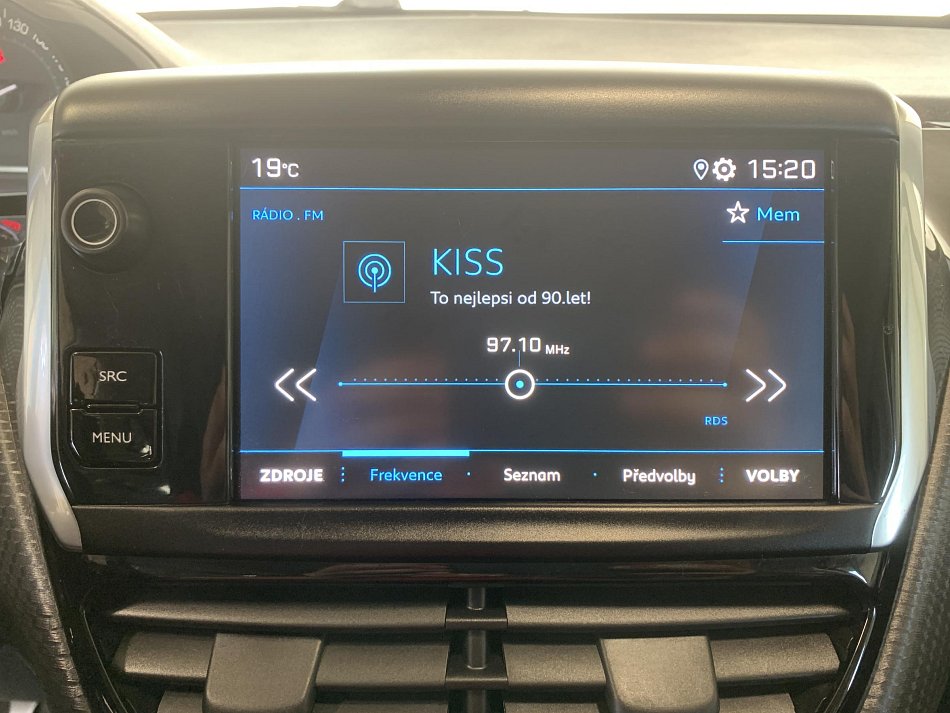 130
19°C
15:20
RÁDIO . FM
Mem
KISS
To nejlepsi od 90.let!
97.10 MHz
RDS
SRC
MENU
ZDROJE
Frekvence
Seznam
Předvolby
VOLBY